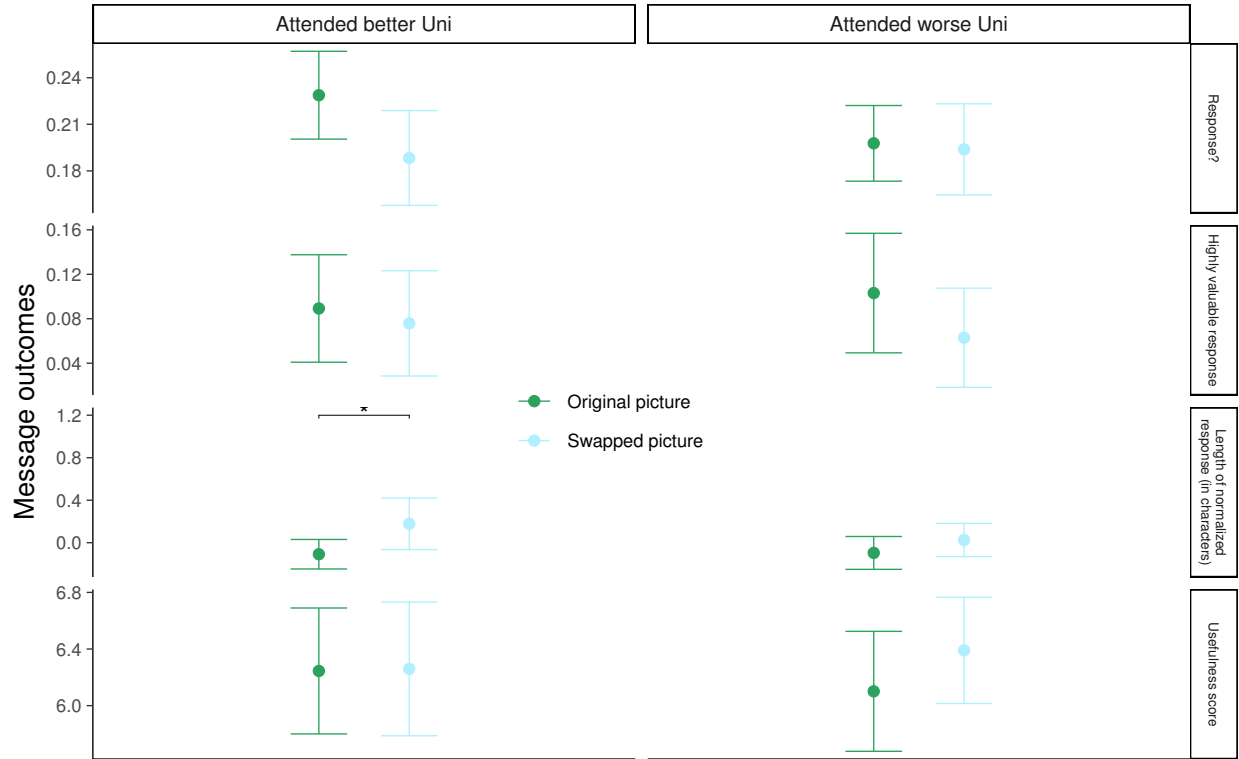 Attended better Uni
Attended worse Uni
Message outcomes
0.24
0.21
0.18
Response?
0.16
0.12
0.08
0.04
Highly valuable response
1.2
0.8
0.4
0.0
*
Length of normalized
response (in characters)
Original picture
Swapped picture
6.8
6.4
6.0
Usefulness score